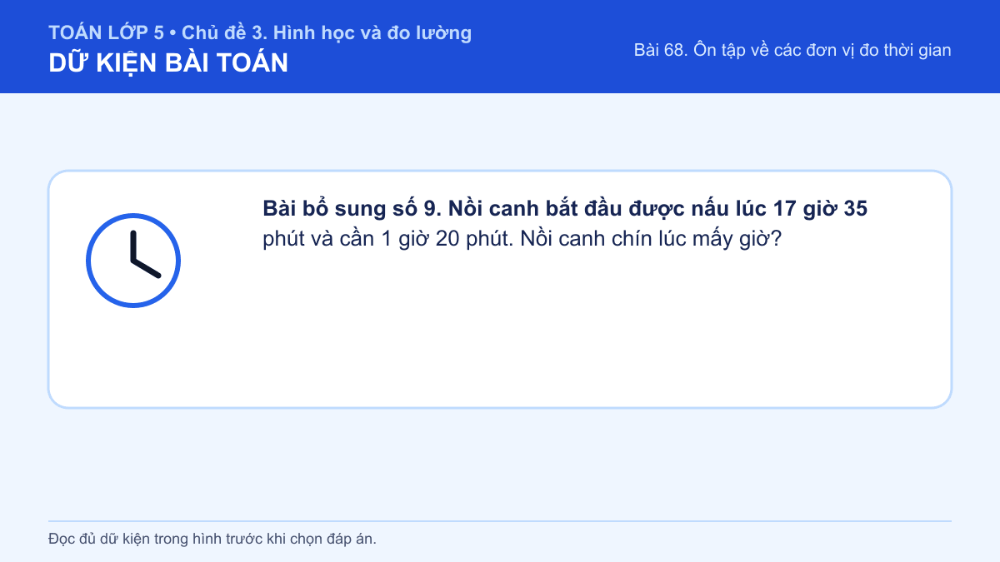 TOÁN LỚP 5 • Chủ đề 3. Hình học và đo lường
DỮ KIỆN BÀI TOÁN
Bài 68. Ôn tập về các đơn vị đo thời gian
Bài bổ sung số 9. Nồi canh bắt đầu được nấu lúc 17 giờ 35
phút và cần 1 giờ 20 phút. Nồi canh chín lúc mấy giờ?
Đọc đủ dữ kiện trong hình trước khi chọn đáp án.